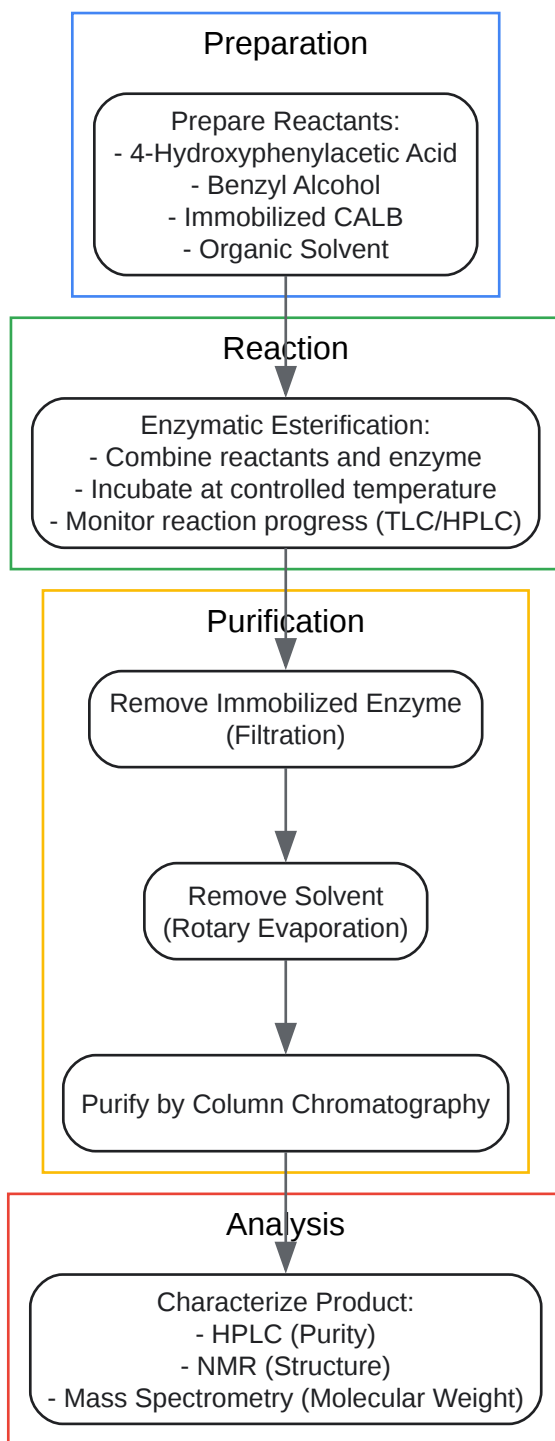 Preparation
Prepare Reactants:
- 4-Hydroxyphenylacetic Acid
- Benzyl Alcohol
- Immobilized CALB
- Organic Solvent
Reaction
Enzymatic Esterification:
- Combine reactants and enzyme
- Incubate at controlled temperature
- Monitor reaction progress (TLC/HPLC)
Purification
Remove Immobilized Enzyme
(Filtration)
Remove Solvent
(Rotary Evaporation)
Purify by Column Chromatography
Analysis
Characterize Product:
- HPLC (Purity)
- NMR (Structure)
- Mass Spectrometry (Molecular Weight)